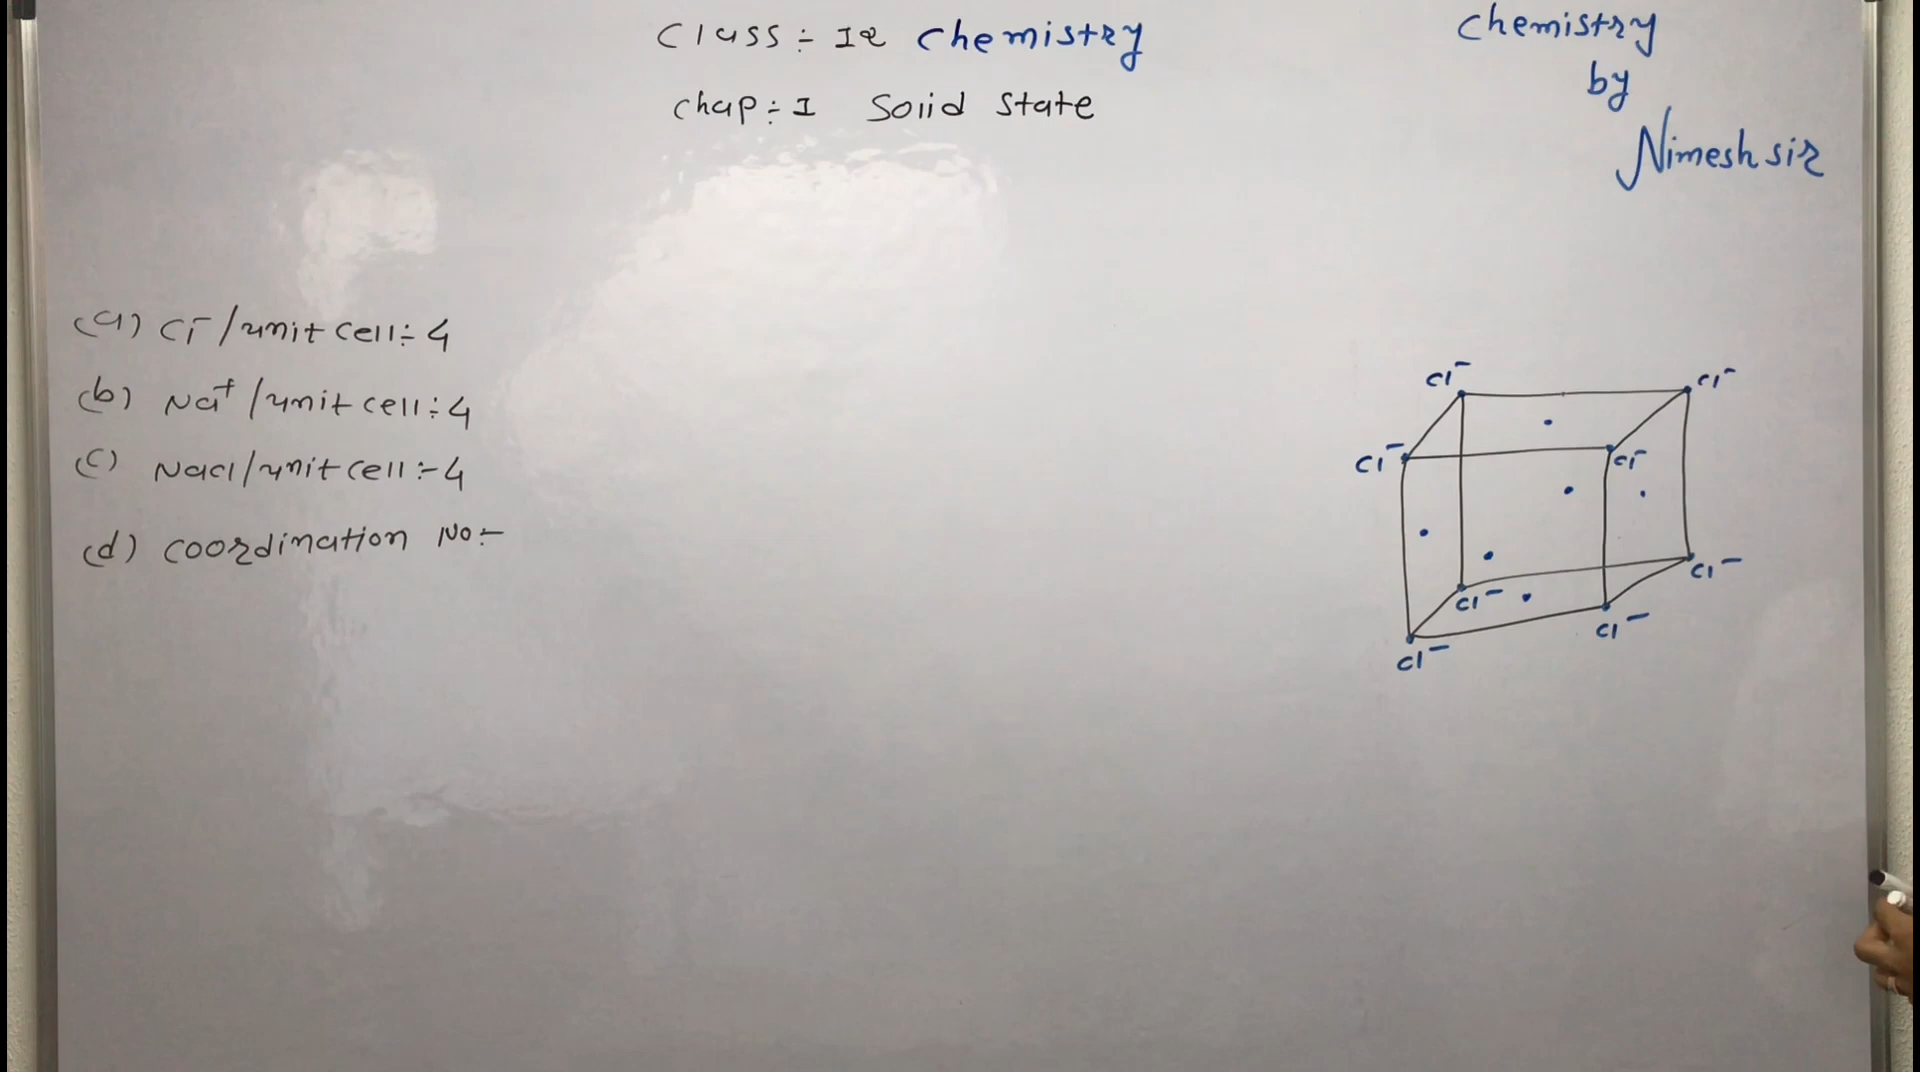 Class ÷ 12 Chemistry
Chap ÷ 1 Solid State
Chemistry
by
Nimesh sir
(a) Cl⁻/unit cell ÷ 4
(b) Na⁺/unit cell ÷ 4
(c) NaCl/unit cell :- 4
(d) Coordination No :-
Cl⁻
Cl⁻
Cl⁻
Cl⁻
Cl⁻
Cl⁻
Cl⁻
Cl⁻